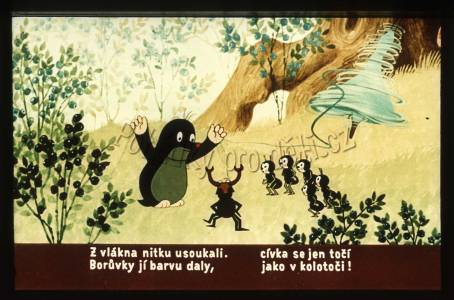 Z vlákna nitku usoukali.
Borůvky jí barvu daly,
cívka se jen točí
jako v kolotoči!